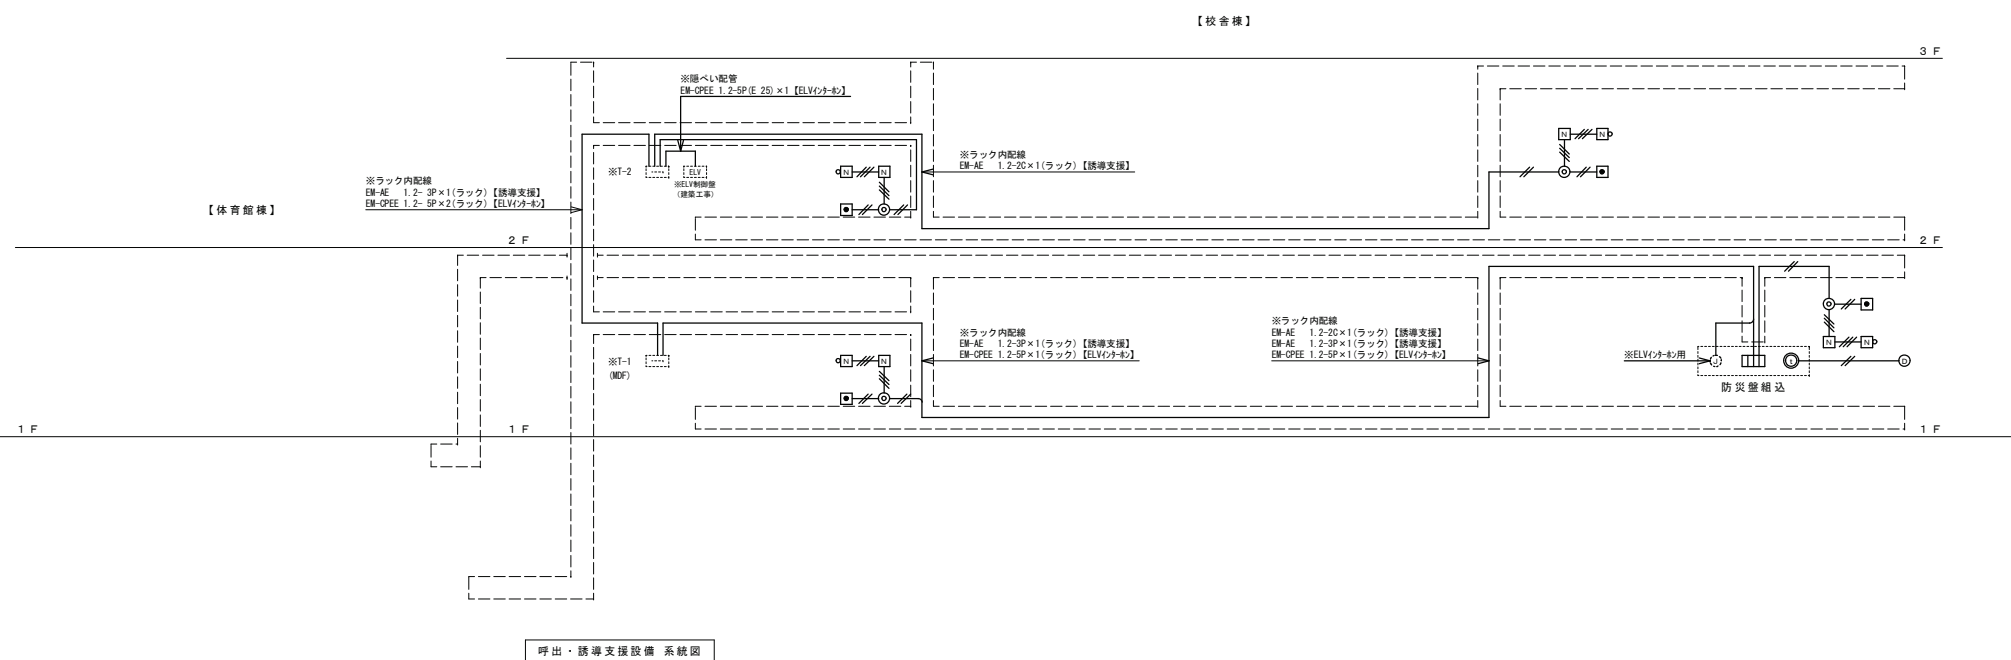 【校舎棟】
3 F
※隠ぺい配管
EM-CPEE 1.2-5P(E 25)×1【ELVインターホン】
※ラック内配線
EM-AE 1.2-2C×1(ラック)【誘導支援】
N
N
※T-2
ELV
※ELV制御盤
(建築工事)
N
N
※ラック内配線
EM-AE 1.2- 3P×1(ラック)【誘導支援】
EM-CPEE 1.2- 5P×2(ラック)【ELVインターホン】
【体育館棟】
2 F
2 F
※ラック内配線
EM-AE 1.2-3P×1(ラック)【誘導支援】
EM-CPEE 1.2-5P×1(ラック)【ELVインターホン】
※ラック内配線
EM-AE 1.2-2C×1(ラック)【誘導支援】
EM-AE 1.2-3P×1(ラック)【誘導支援】
EM-CPEE 1.2-5P×1(ラック)【ELVインターホン】
N
N
※T-1
(MDF)
N
N
※ELVインターホン用
J
t
D
防災盤組込
1 F
1 F
1 F
呼出・誘導支援設備 系統図